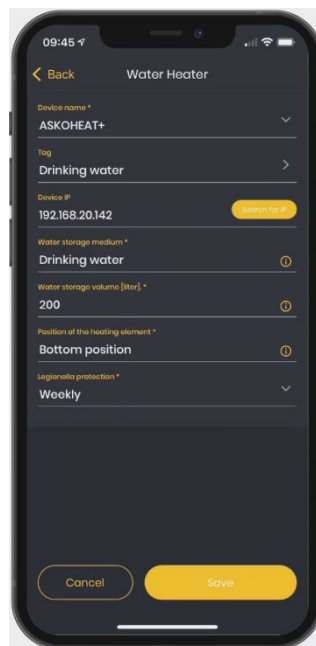 09:45
Back
Water Heater
Device name *
ASKOHEAT+
Tag
Drinking water
Device IP
192.168.20.142
Search for IP
Water storage medium *
Drinking water
Water storage volume [liter]. *
200
Position of the heating element *
Bottom position
Legionella protection *
Weekly
Cancel
Save